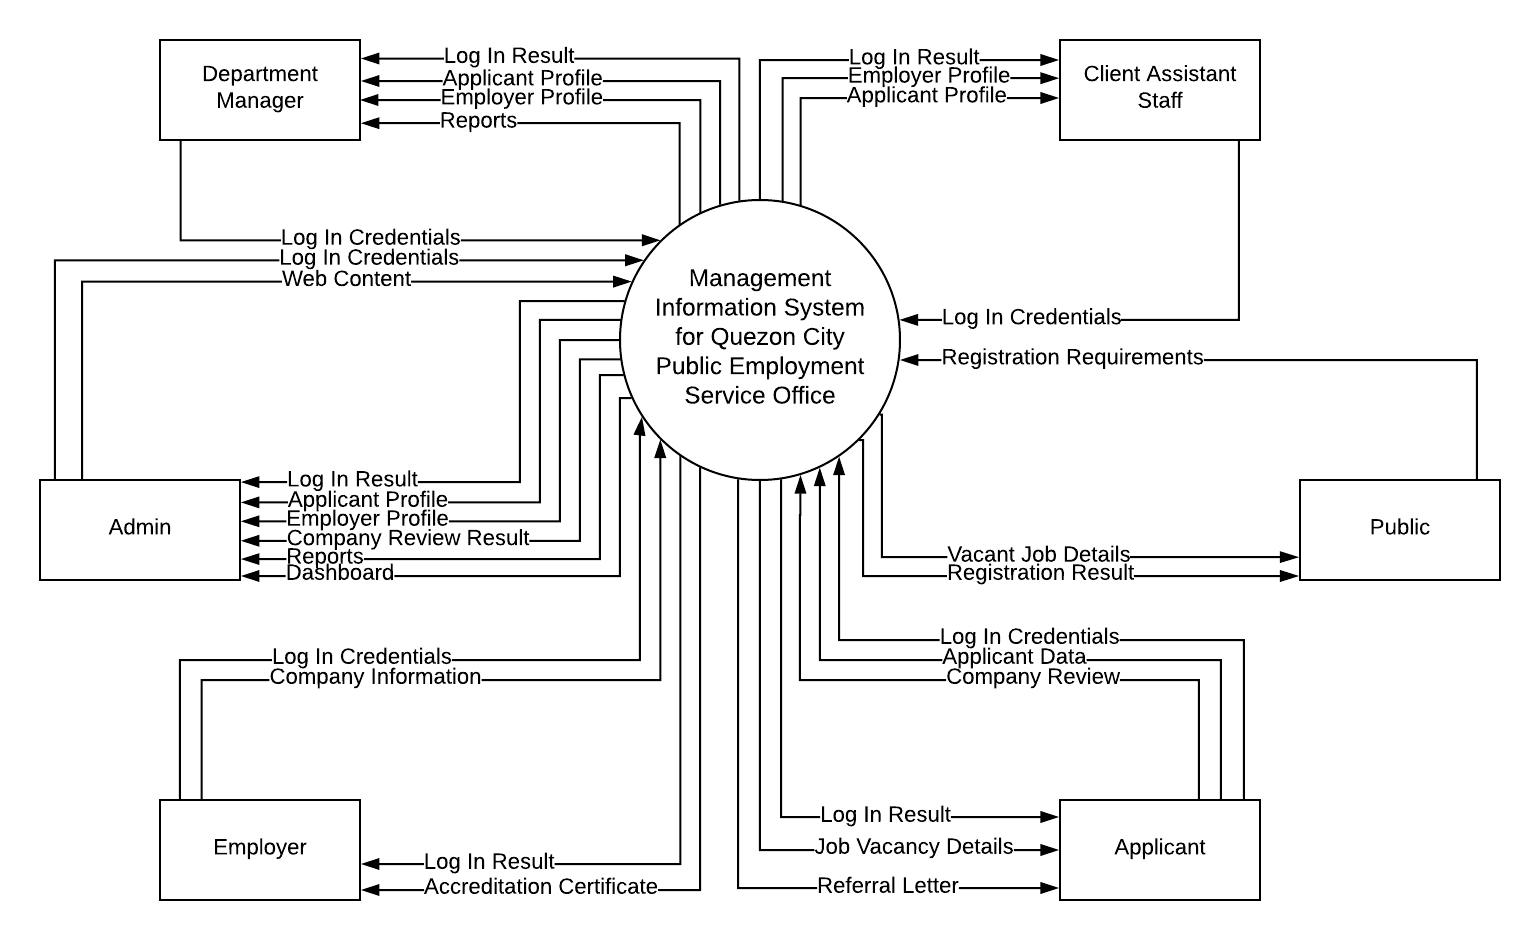 Department
Manager
Log In Result
Applicant Profile
Employer Profile
Reports
Log In Result
Employer Profile
Applicant Profile
Client Assistant
Staff
Log In Credentials
Log In Credentials
Web Content
Management
Information System
for Quezon City
Public Employment
Service Office
Log In Credentials
Registration Requirements
Admin
Log In Result
Applicant Profile
Employer Profile
Company Review Result
Reports
Dashboard
Public
Vacant Job Details
Registration Result
Log In Credentials
Company Information
Log In Credentials
Applicant Data
Company Review
Employer
Log In Result
Accreditation Certificate
Log In Result
Job Vacancy Details
Referral Letter
Applicant